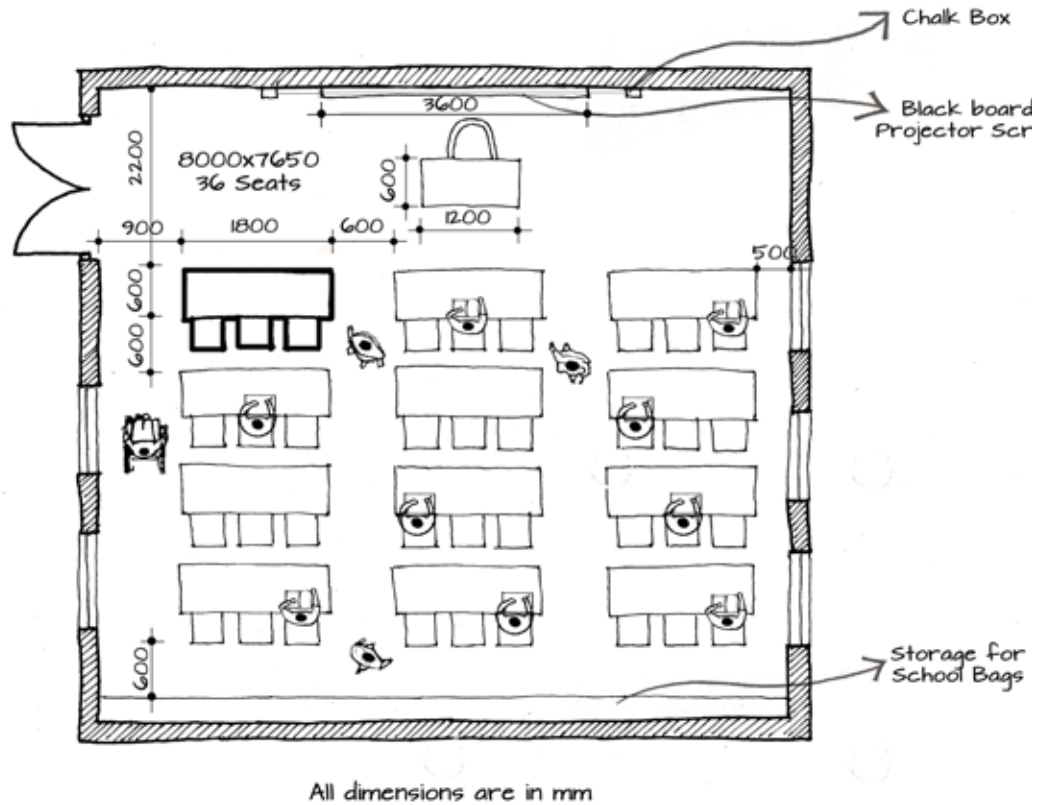 Chalk Box
3600
Black board
Projector Scr
2200
8000x7650
36 Seats
600
900
1800
600
1200
500
600
600
600
Storage for
School Bags
All dimensions are in mm